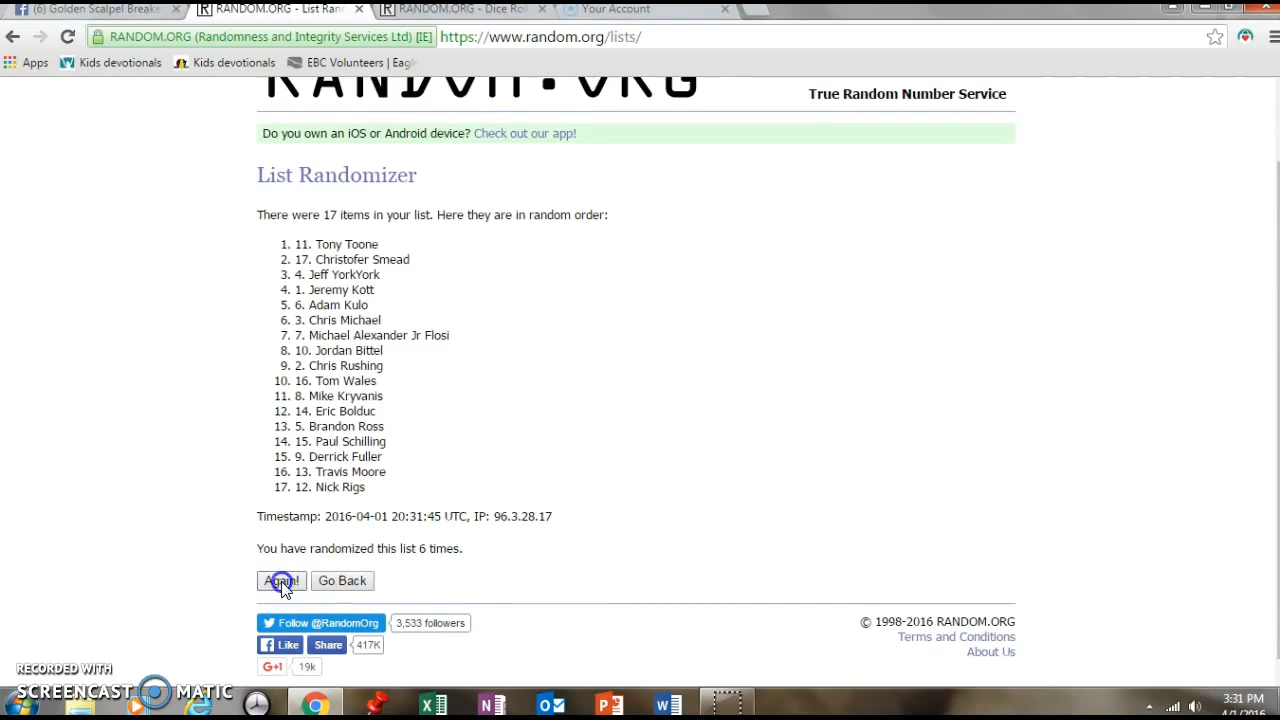 (6) Golden Scalpel Breake
RANDOM.ORG - List Ran
RANDOM.ORG - Dice Rol
Your Account
RANDOM.ORG (Randomness and Integrity Services Ltd) [IE]
https://www.random.org/lists/
Apps
Kids devotionals
Kids devotionals
EBC Volunteers | Eagl
RANDOM.ORG
True Random Number Service
Do you own an iOS or Android device? Check out our app!
List Randomizer
There were 17 items in your list. Here they are in random order:
1. 11. Tony Toone
2. 17. Christofer Smead
3. 4. Jeff YorkYork
4. 1. Jeremy Kott
5. 6. Adam Kulo
6. 3. Chris Michael
7. 7. Michael Alexander Jr Flosi
8. 10. Jordan Bittel
9. 2. Chris Rushing
10. 16. Tom Wales
11. 8. Mike Kryvanis
12. 14. Eric Bolduc
13. 5. Brandon Ross
14. 15. Paul Schilling
15. 9. Derrick Fuller
16. 13. Travis Moore
17. 12. Nick Rigs
Timestamp: 2016-04-01 20:31:45 UTC, IP: 96.3.28.17
You have randomized this list 6 times.
Again! Go Back
Follow @RandomOrg 3,533 followers
Like Share 417K
G+1 19k
© 1998-2016 RANDOM.ORG
Terms and Conditions
About Us
RECORDED WITH
SCREENCAST MATIC
3:31 PM
4/1/2016